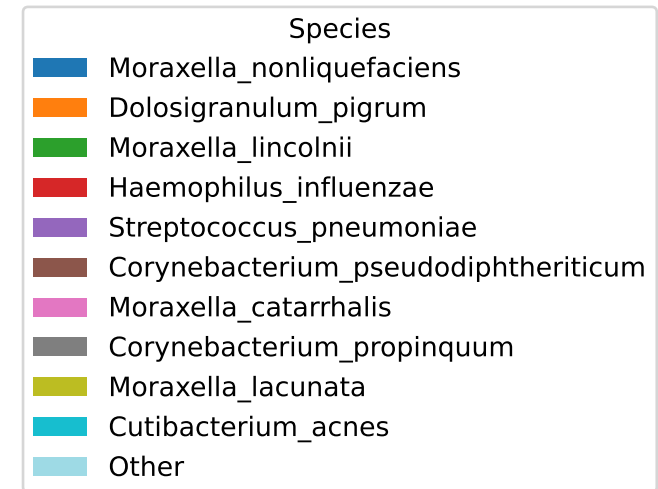 Species
Moraxella_nonliquefaciens
Dolosigranulum_pigrum
Moraxella_lincolnii
Haemophilus_influenzae
Streptococcus_pneumoniae
Corynebacterium_pseudodiphtheriticum
Moraxella_catarrhalis
Corynebacterium_propinquum
Moraxella_lacunata
Cutibacterium_acnes
Other